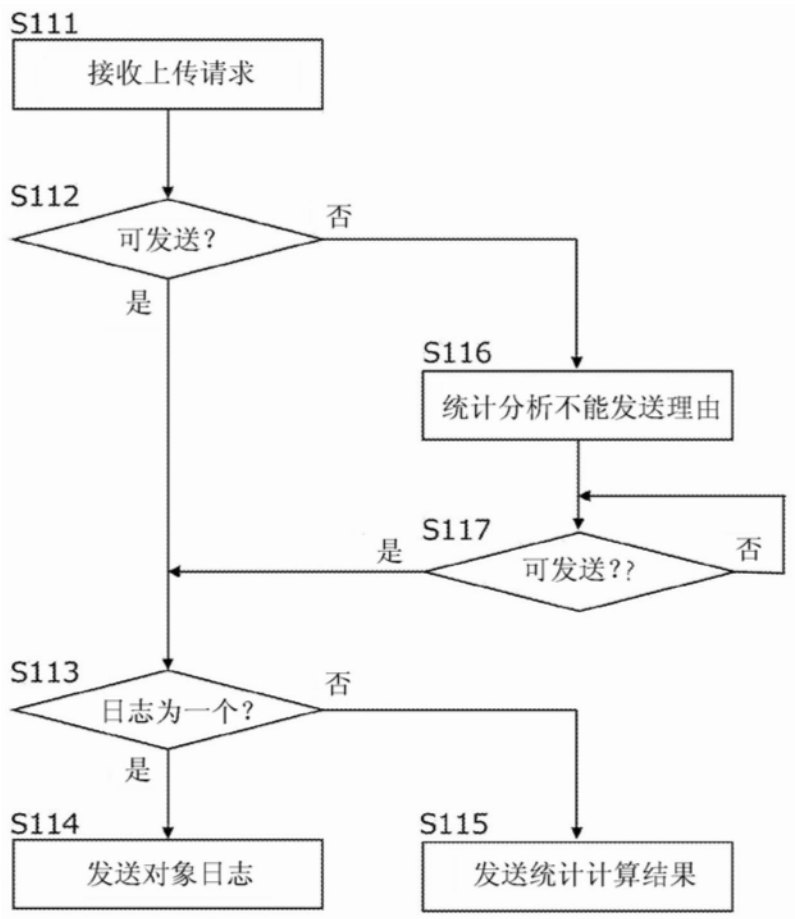 S111
接收上传请求
S112
可发送?
否
是
S116
统计分析不能发送理由
S117
可发送??
是
否
S113
日志为一个?
否
是
S114
发送对象日志
S115
发送统计计算结果